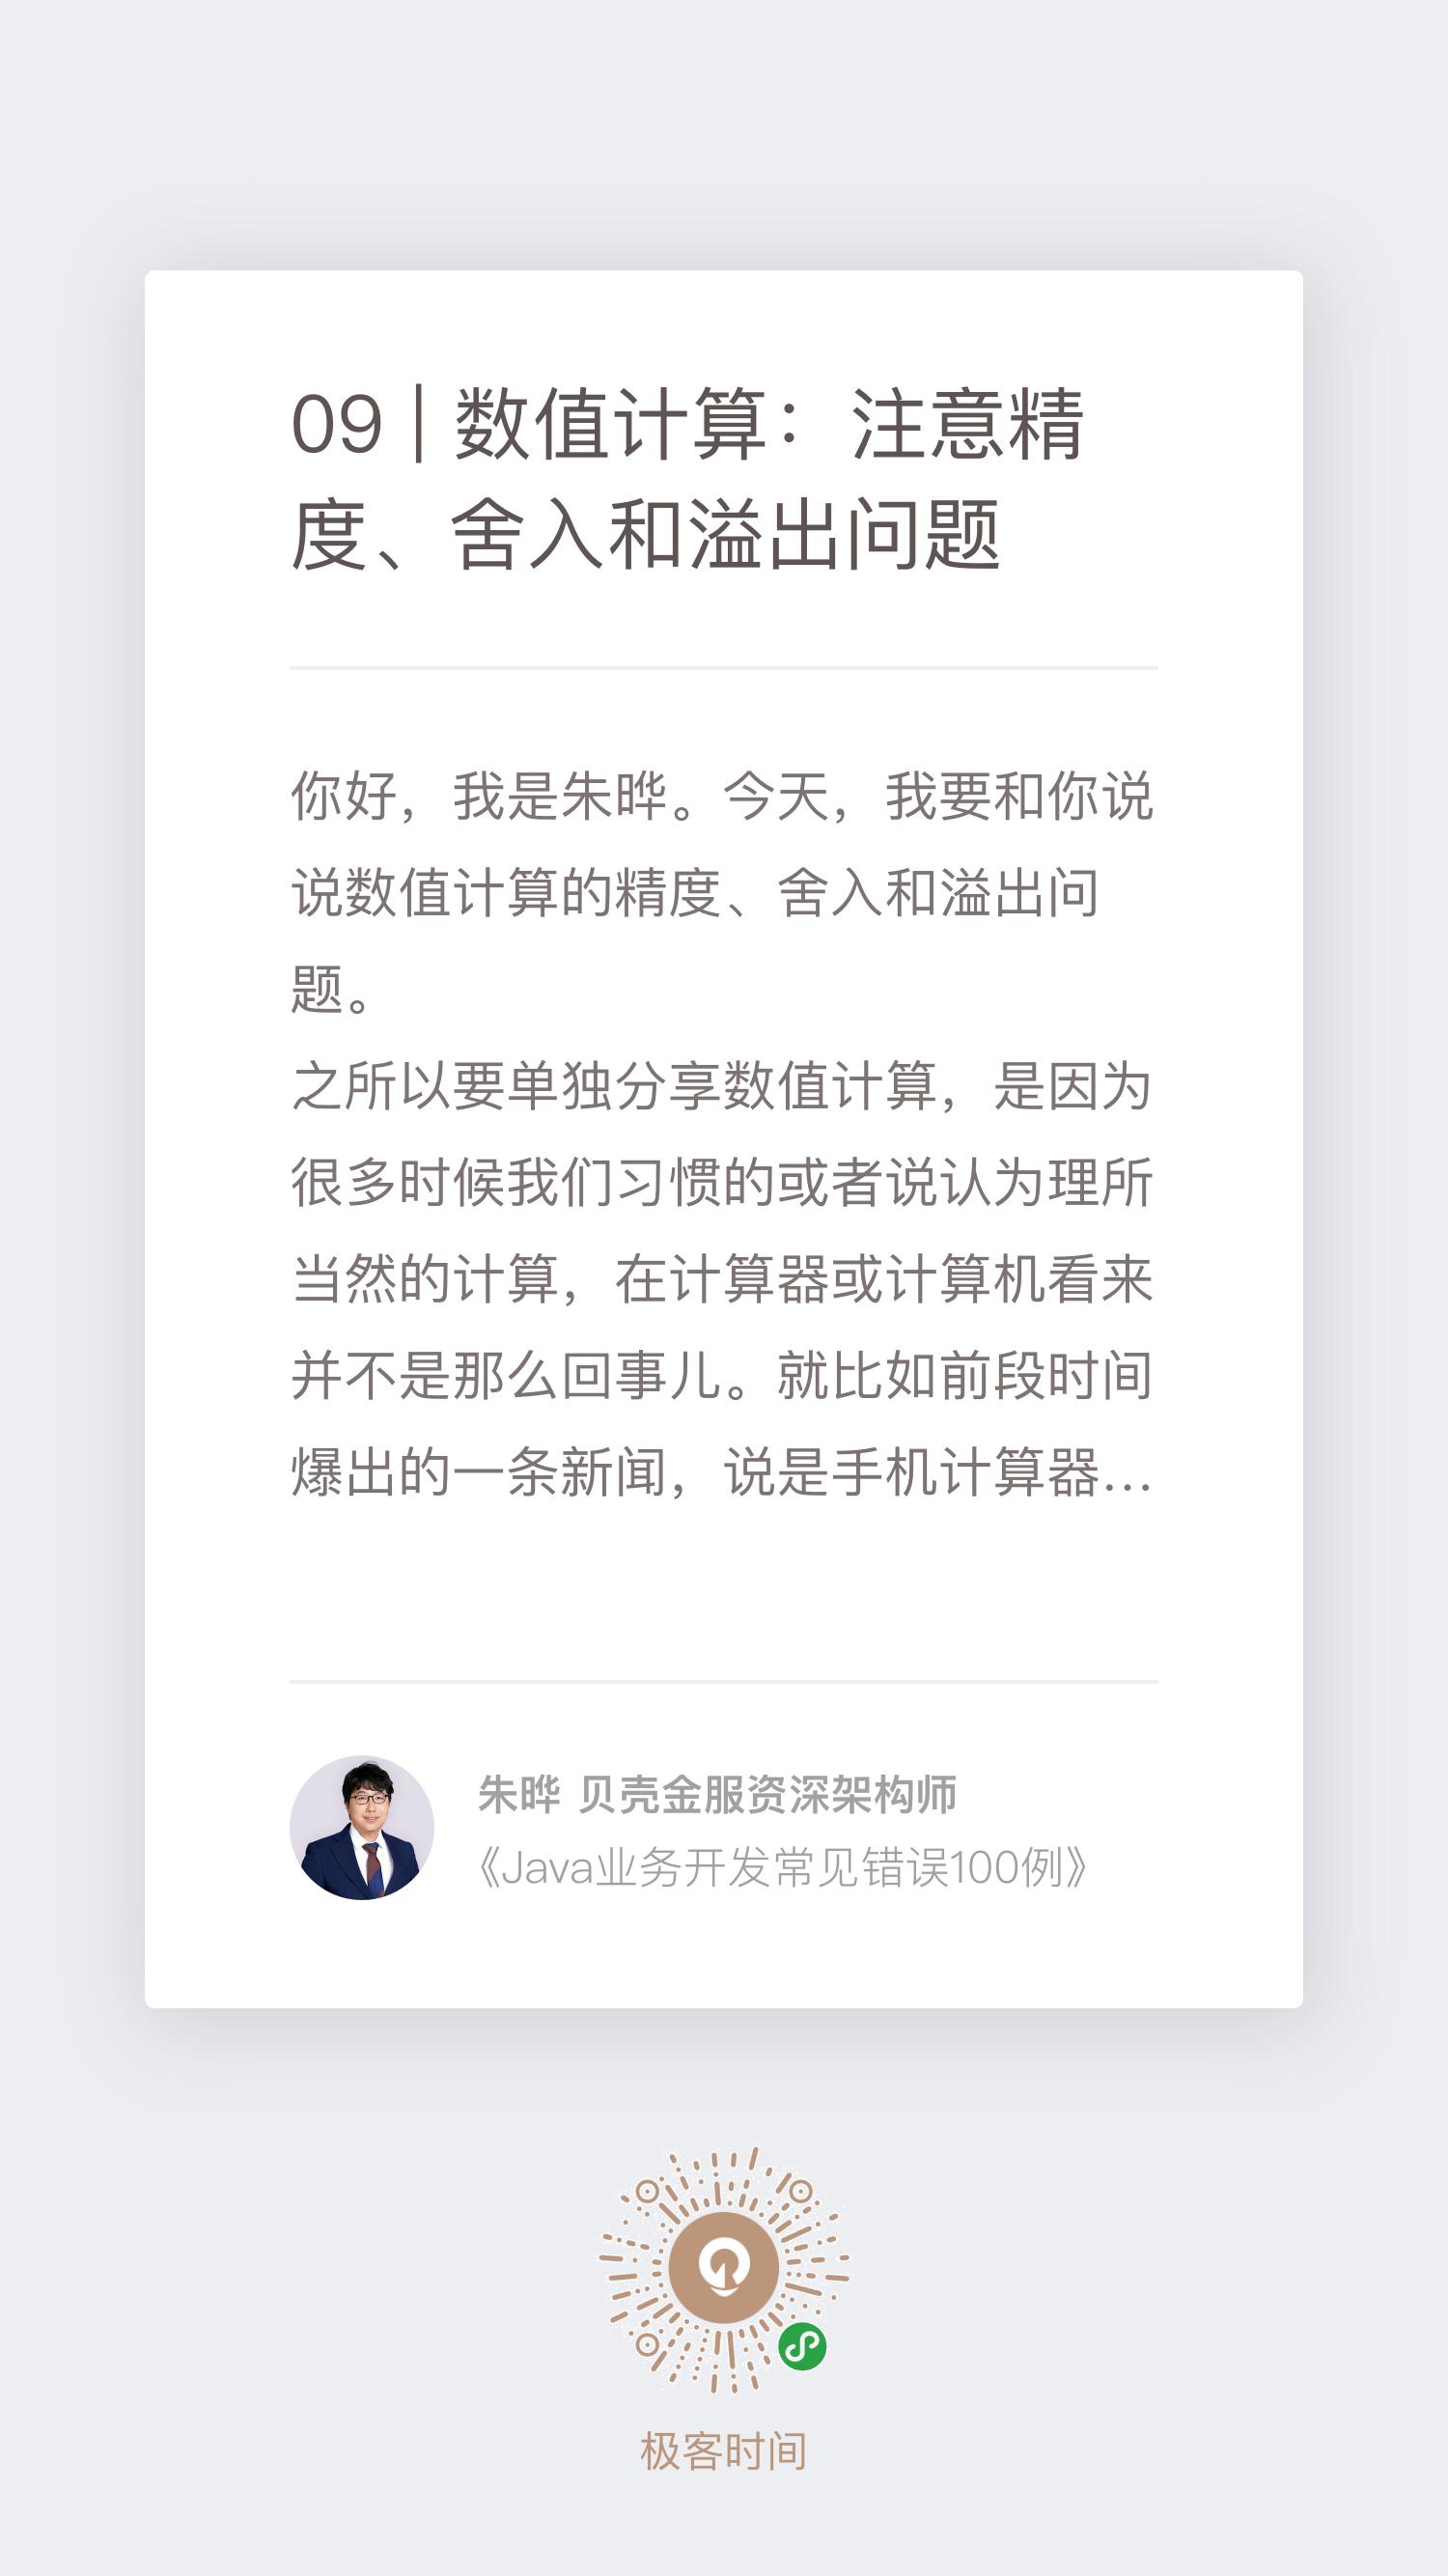 09 | 数值计算：注意精
度、舍入和溢出问题
你好，我是朱晔。今天，我要和你说
说数值计算的精度、舍入和溢出问
题。
之所以要单独分享数值计算，是因为
很多时候我们习惯的或者说认为理所
当然的计算，在计算器或计算机看来
并不是那么回事儿。就比如前段时间
爆出的一条新闻，说是手机计算器...
朱晔 贝壳金服资深架构师
《Java业务开发常见错误100例》
极客时间